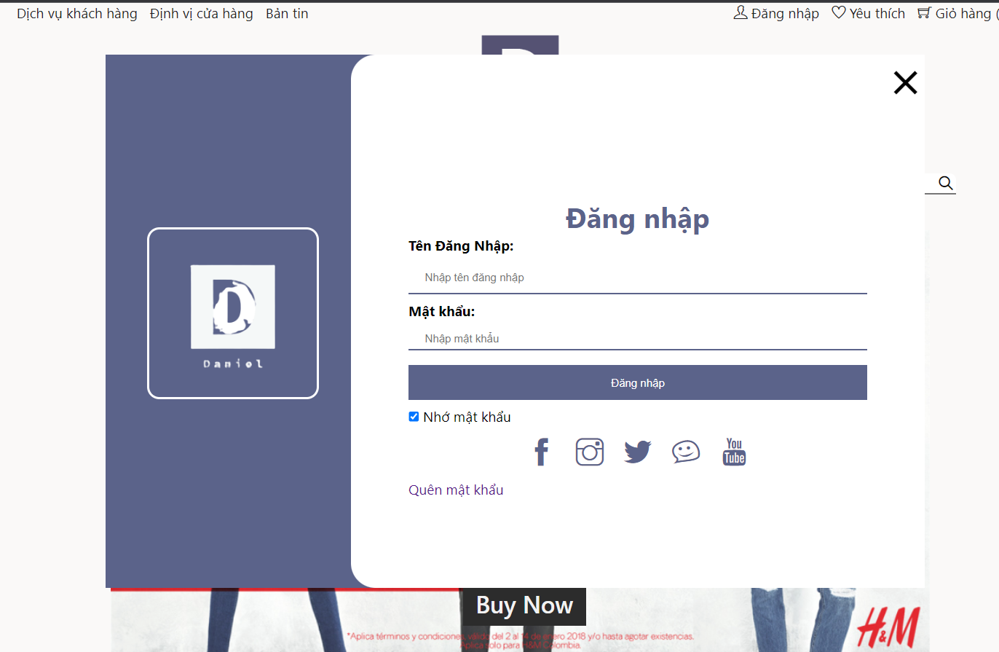 Dịch vụ khách hàng Định vị cửa hàng Bản tin Đăng nhập Yêu thích Giỏ hàng (
D
Daniel
Đăng nhập
Tên Đăng Nhập:
Nhập tên đăng nhập
Mật khẩu:
Nhập mật khẩu
Đăng nhập
Nhớ mật khẩu
You
Tube
Quên mật khẩu
Buy Now
H&M
*Aplica términos y condiciones, válido del 2 al 14 de enero 2018 y/o hasta agotar existencias.
Aplica solo para H&M Colombia.